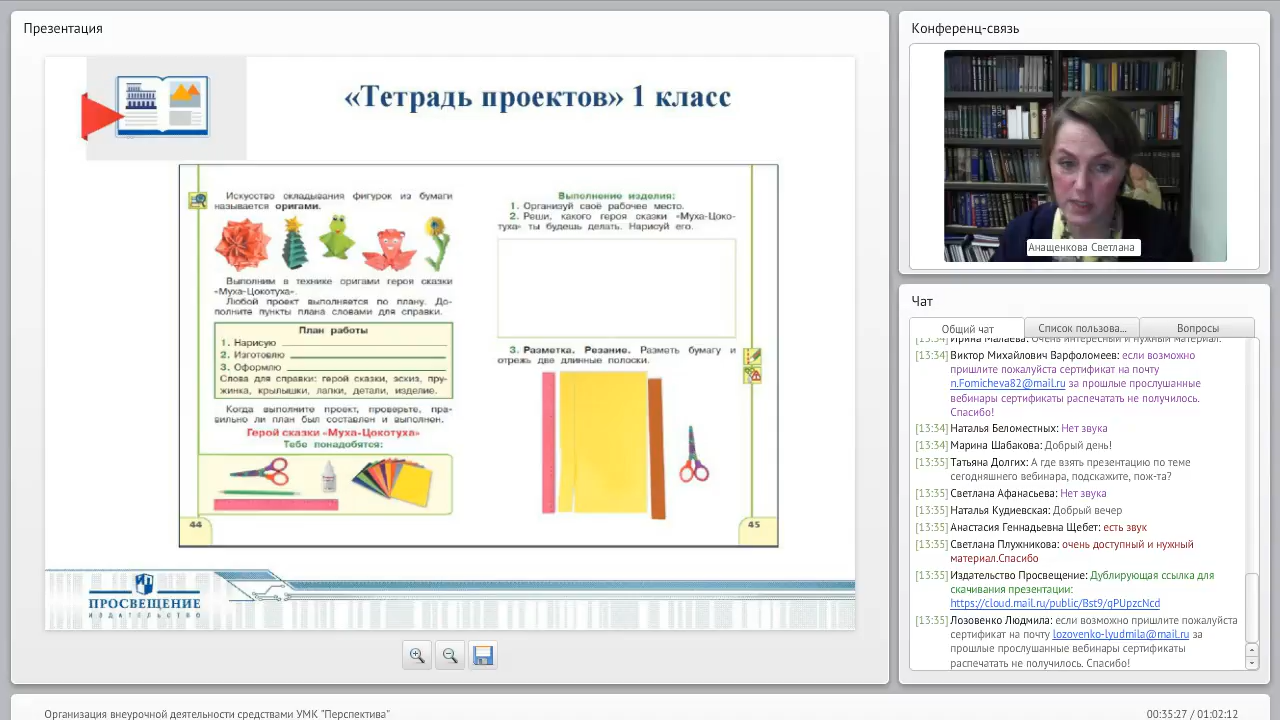 Презентация
«Тетрадь проектов» 1 класс
Искусство складывания фигурок из бумаги
называется оригами.
Выполним в технике оригами героя сказки
«Муха-Цокотуха».
Любой проект выполняется по плану. До-
полните пункты плана словами для справки.
План работы
1. Нарисую
2. Изготовлю
3. Оформлю
Слова для справки: герой сказки, эскиз, пру-
жинка, крылышки, лапки, детали, изделие.
Когда выполните проект, проверьте, пра-
вильно ли план был составлен и выполнен.
Герой сказки «Муха-Цокотуха»
Тебе понадобятся:
44
Выполнение изделия:
1. Организуй своё рабочее место.
2. Реши, какого героя сказки «Муха-Цоко-
туха» ты будешь делать. Нарисуй его.
3. Разметка. Резание. Разметь бумагу и
отрежь две длинные полоски.
45
ПРОСВЕЩЕНИЕ
ИЗДАТЕЛЬСТВО
Конференц-связь
Анащенкова Светлана
Чат
Общий чат
Список пользова...
Вопросы
[13:34] Ирина Малаева: Очень интересный и нужный материал.
[13:34] Виктор Михайлович Варфоломеев: если возможно
пришлите пожалуйста сертификат на почту
n.Fomicheva82@mail.ru за прошлые прослушанные
вебинары сертификаты распечатать не получилось.
Спасибо!
[13:34] Наталья Беломестных: Нет звука
[13:34] Марина Шабакова: Добрый день!
[13:35] Татьяна Долгих: А где взять презентацию по теме
сегодняшнего вебинара, подскажите, пож-та?
[13:35] Светлана Афанасьева: Нет звука
[13:35] Наталья Кудиевская: Добрый вечер
[13:35] Анастасия Геннадьевна Щебет: есть звук
[13:35] Светлана Плужникова: очень доступный и нужный
материал.Спасибо
[13:35] Издательство Просвещение: Дублирующая ссылка для
скачивания презентации:
https://cloud.mail.ru/public/Bst9/qPUpzcNcd
[13:35] Лозовенко Людмила: если возможно пришлите пожалуйста
сертификат на почту lozovenko-lyudmila@mail.ru за
прошлые прослушанные вебинары сертификаты
распечатать не получилось. Спасибо!
Организация внеурочной деятельности средствами УМК "Перспектива"
00:35:27 / 01:02:12